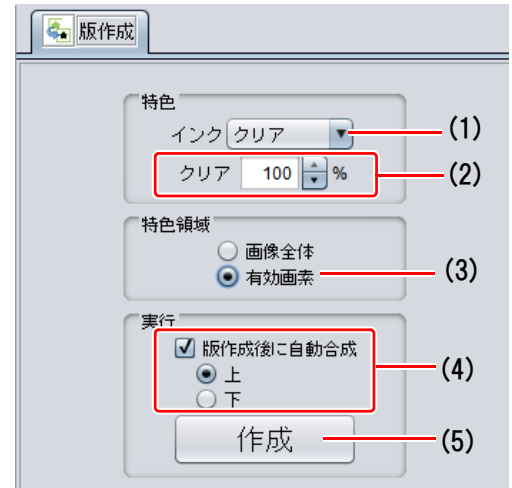 版作成
特色
インク クリア (1)
クリア 100 % (2)
特色領域
画像全体
有効画素 (3)
実行
版作成後に自動合成
上 (4)
下
作成 (5)